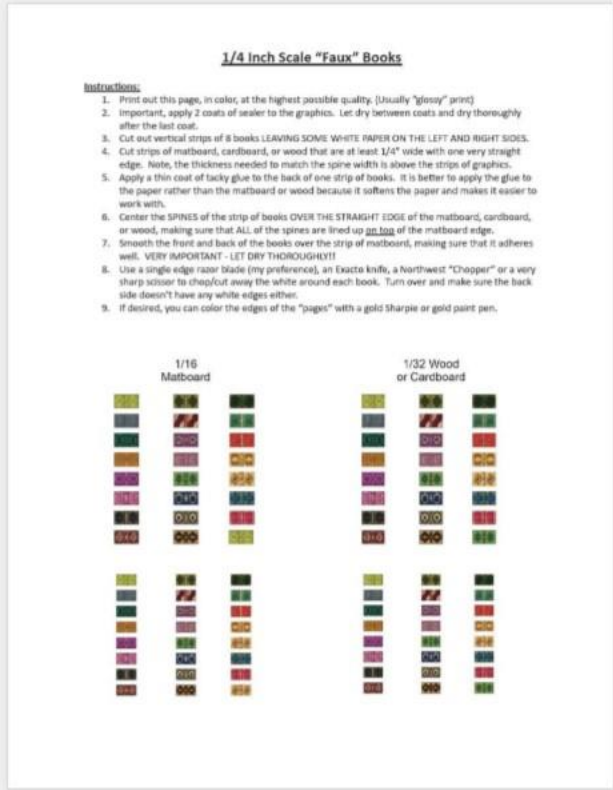 1/4 Inch Scale "Faux" Books
Instructions:
1. Print out this page, in color, at the highest possible quality. (Usually "glossy" print)
2. Important, apply 2 coats of sealer to the graphics. Let dry between coats and dry thoroughly
after the last coat.
3. Cut out vertical strips of 8 books LEAVING SOME WHITE PAPER ON THE LEFT AND RIGHT SIDES.
4. Cut strips of matboard, cardboard, or wood that are at least 1/4" wide with one very straight
edge. Note, the thickness needed to match the spine width is above the strips of graphics.
5. Apply a thin coat of tacky glue to the back of one strip of books. It is better to apply the glue to
the paper rather than the matboard or wood because it softens the paper and makes it easier to
work with.
6. Center the SPINES of the strip of books OVER THE STRAIGHT EDGE of the matboard, cardboard,
or wood, making sure that ALL of the spines are lined up on top of the matboard edge.
7. Smooth the front and back of the books over the strip of matboard, making sure that it adheres
well. VERY IMPORTANT - LET DRY THOROUGHLY!!
8. Use a single edge razor blade (my preference), an Exacto knife, a Northwest "Chopper" or a very
sharp scissor to chop/cut away the white around each book. Turn over and make sure the back
side doesn't have any white edges either.
9. If desired, you can color the edges of the "pages" with a gold Sharpie or gold paint pen.
1/16
Matboard
1/32 Wood
or Cardboard